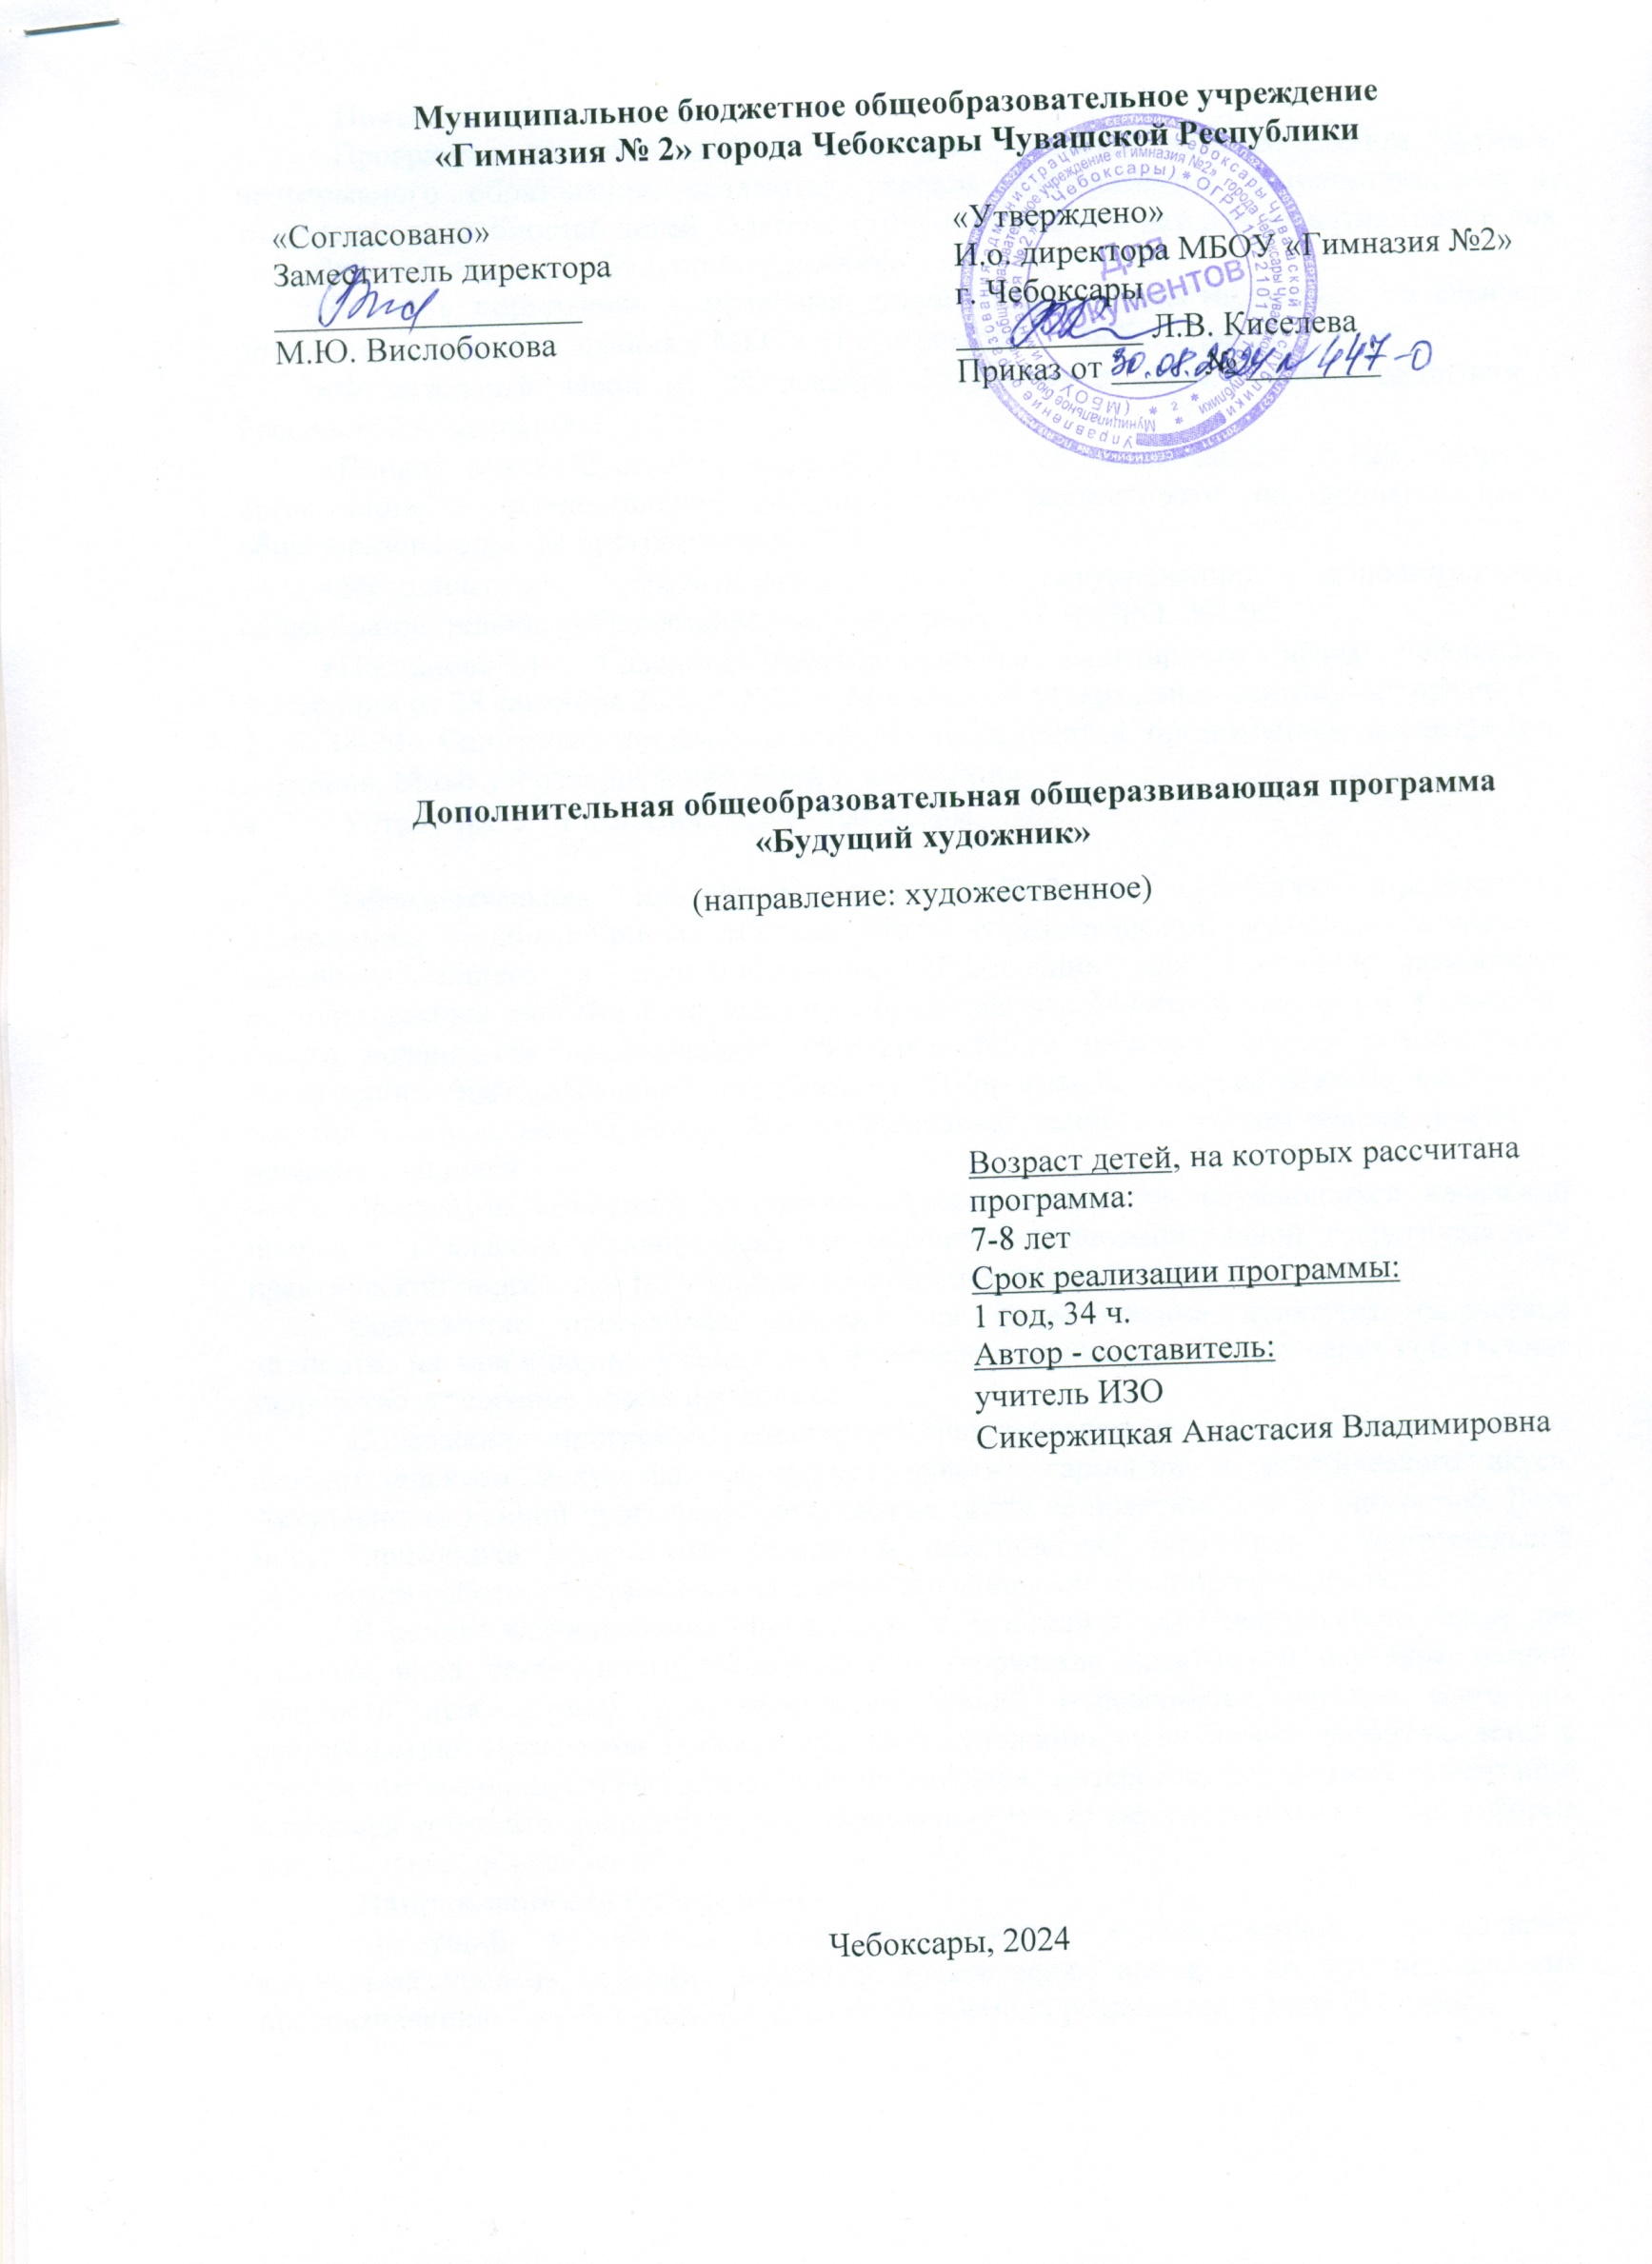 Муниципальное бюджетное общеобразовательное учреждение
«Гимназия № 2» города Чебоксары Чувашской Республики
«Согласовано»
Заместитель директора
М.Ю. Вислобокова
«Утверждено»
И.о. директора МБОУ «Гимназия №2»
г. Чебоксары
Л.В. Киселева
Приказ от 30.08.2024 № 447-О
Для
документов
Дополнительная общеобразовательная общеразвивающая программа
«Будущий художник»
(направление: художественное)
Возраст детей, на которых рассчитана
программа:
7-8 лет
Срок реализации программы:
1 год, 34 ч.
Автор - составитель:
учитель ИЗО
Сикержицкая Анастасия Владимировна
Чебоксары, 2024